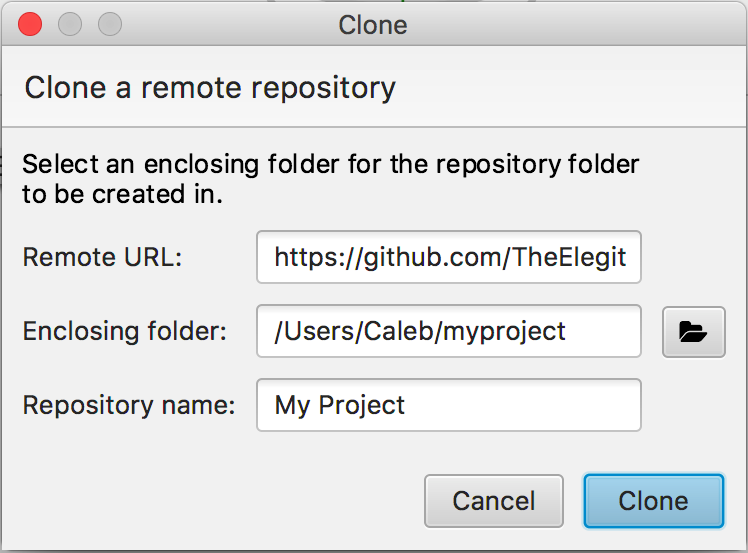 Clone
Clone a remote repository
Select an enclosing folder for the repository folder
to be created in.
Remote URL: https://github.com/TheElegit
Enclosing folder: /Users/Caleb/myproject
Repository name: My Project
Cancel Clone